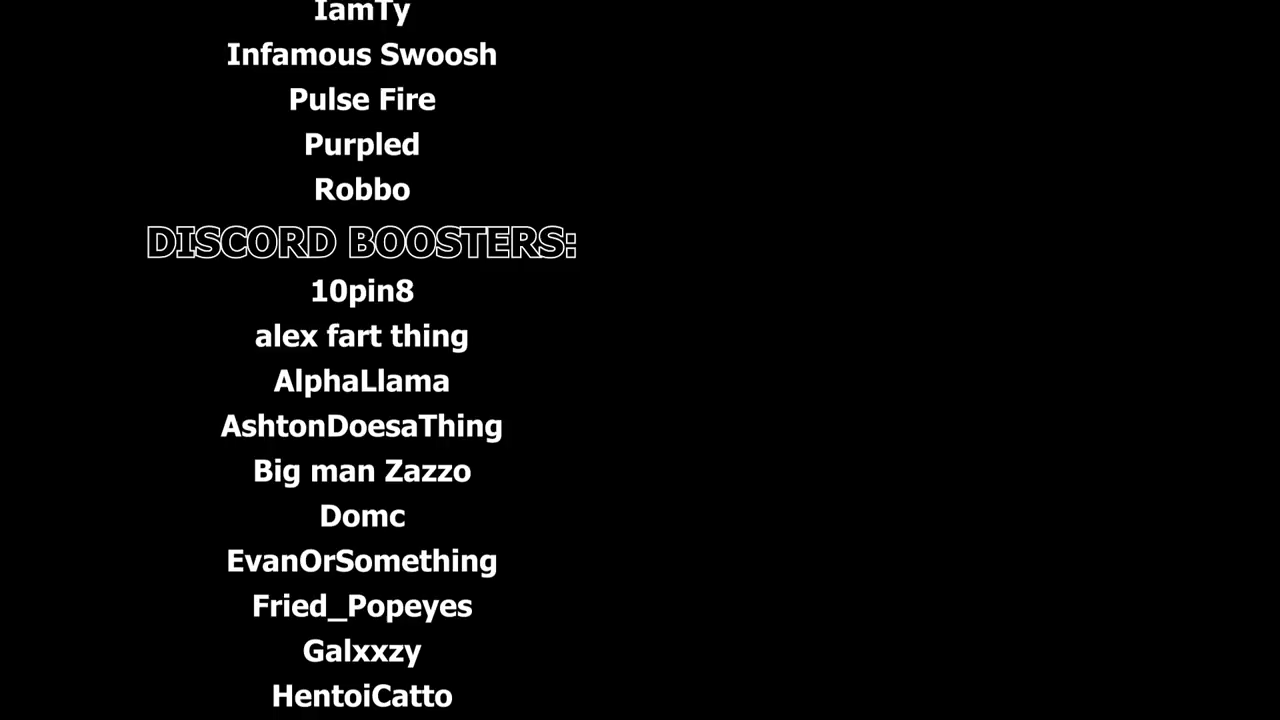 IamTy
Infamous Swoosh
Pulse Fire
Purpled
Robbo
DISCORD BOOSTERS:
10pin8
alex fart thing
AlphaLlama
AshtonDoesaThing
Big man Zazzo
Domc
EvanOrSomething
Fried_Popeyes
Galxxzy
HentoiCatto